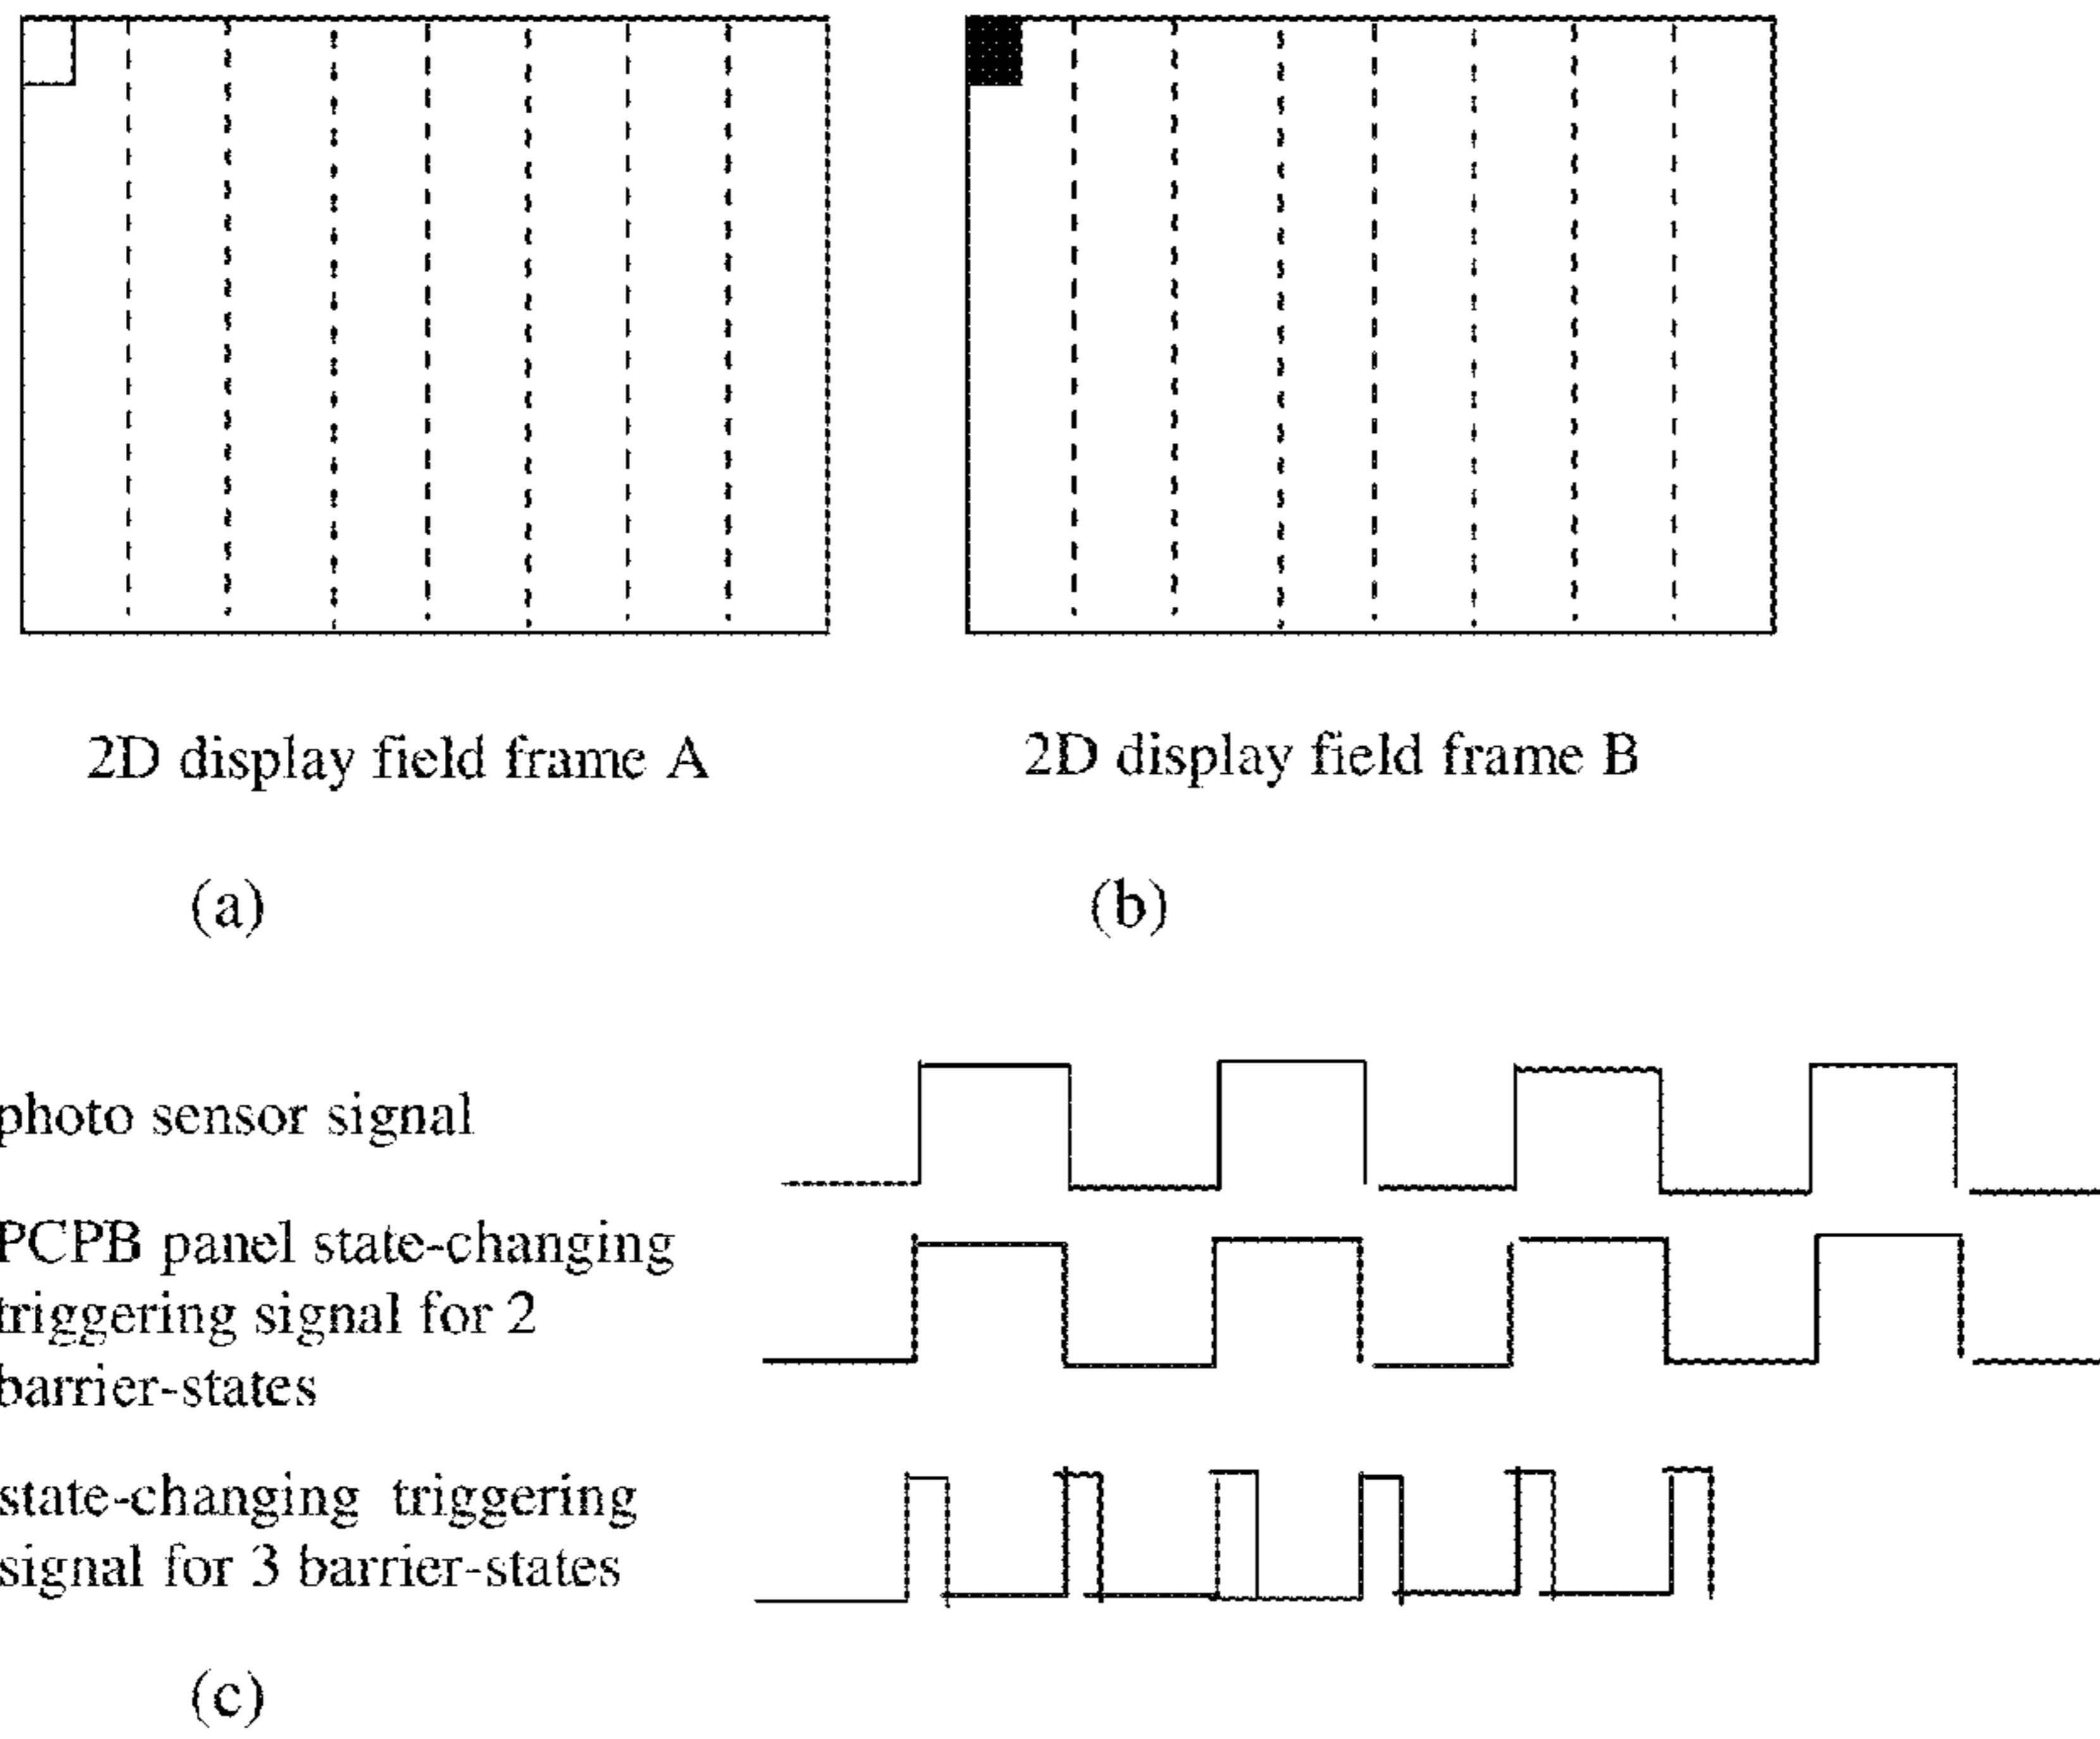 2D display field frame A
2D display field frame B
(a)
(b)
photo sensor signal
PCPB panel state-changing
triggering signal for 2
barrier-states
state-changing triggering
signal for 3 barrier-states
(c)